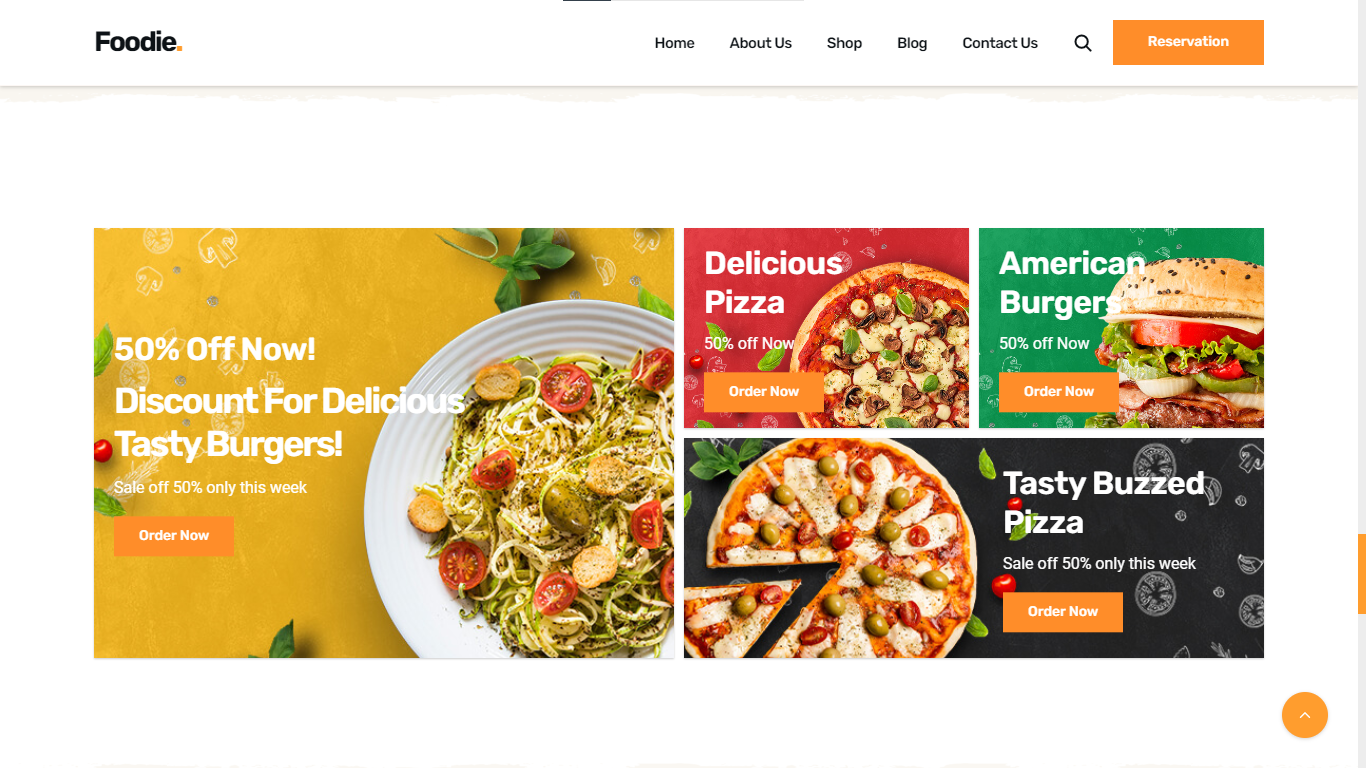 Foodie.
Home
About Us
Shop
Blog
Contact Us
Reservation
50% Off Now!
Discount For Delicious
Tasty Burgers!
Sale off 50% only this week
Order Now
Delicious
Pizza
50% off Now
Order Now
American
Burgers
50% off Now
Order Now
Tasty Buzzed
Pizza
Sale off 50% only this week
Order Now